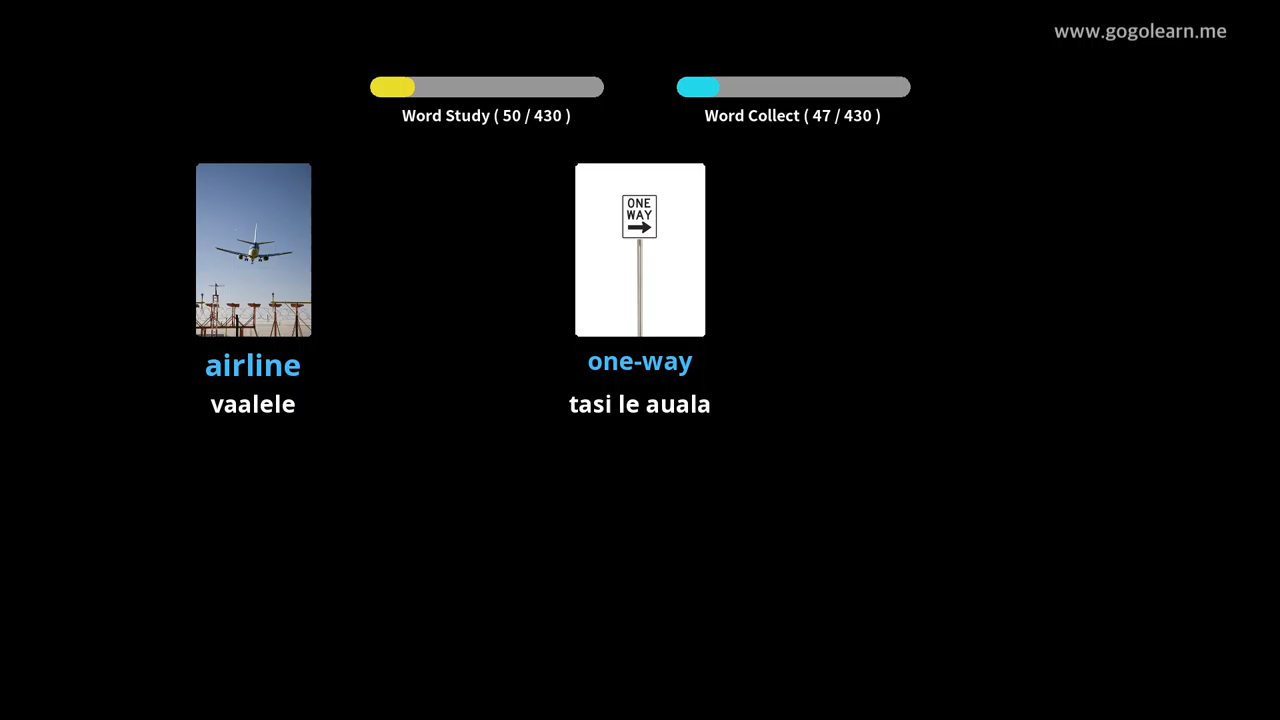 www.gogolearn.me
Word Study ( 50 / 430 )
Word Collect ( 47 / 430 )
ONE
WAY
airline
vaalele
one-way
tasi le auala